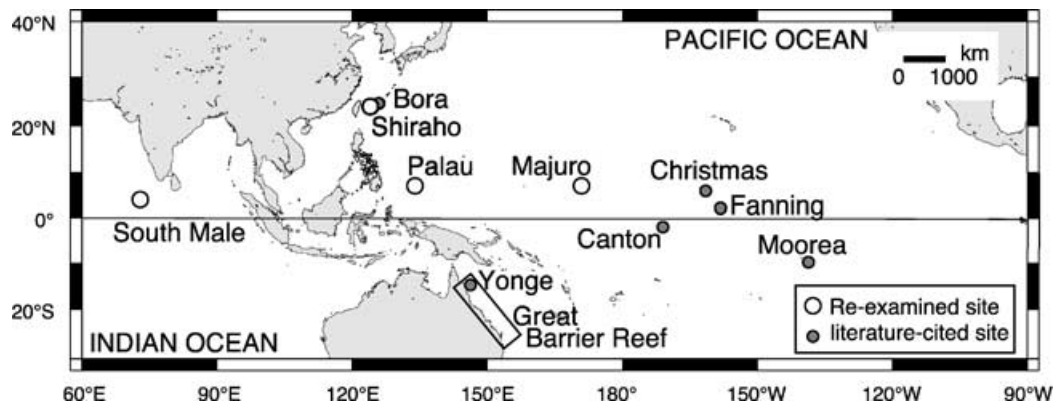 40°N
PACIFIC OCEAN
km
0 1000
Bora
20°N
Shiraho
Palau
Majuro
Christmas
Fanning
0°
South Male
Canton
Moorea
Yonge
20°S
Great
Barrier Reef
INDIAN OCEAN
Re-examined site
literature-cited site
60°E 90°E 120°E 150°E 180° 150°W 120°W 90°W